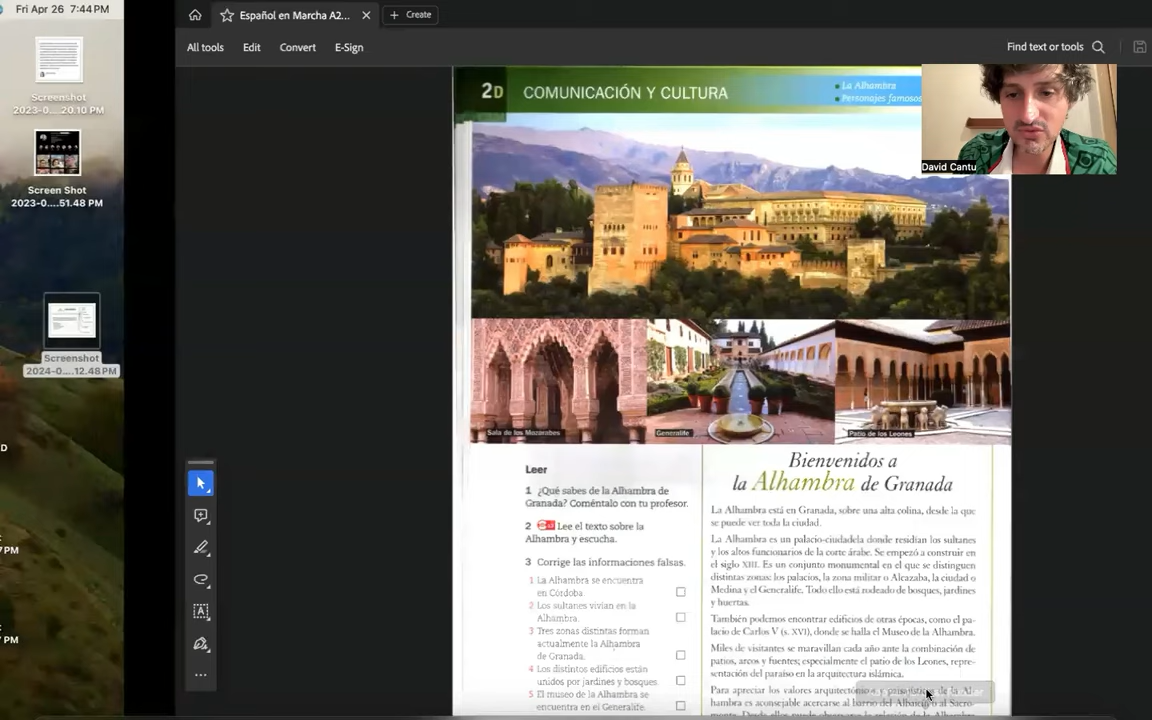 Fri Apr 26 7:44 PM
Screenshot
2023-0....20.10 PM
Screen Shot
2023-0....51.48 PM
Screenshot
2024-0....12.48 PM
Español en Marcha A2...
Create
All tools
Edit
Convert
E-Sign
Find text or tools
2D COMUNICACIÓN Y CULTURA
La Alhambra
Personajes famosos
David Cantu
Sala de los Mozárabes
Generalife
Patio de los Leones
Leer
1 ¿Qué sabes de la Alhambra de
Granada? Coméntalo con tu profesor.
2 Lee el texto sobre la
Alhambra y escucha.
3 Corrige las informaciones falsas.
1 La Alhambra se encuentra
en Córdoba.
2 Los sultanes vivían en la
Alhambra.
3 Tres zonas distintas forman
actualmente la Alhambra
de Granada.
4 Los distintos edificios están
unidos por jardines y bosques.
5 El museo de la Alhambra se
encuentra en el Generalife.
Bienvenidos a
la Alhambra de Granada
La Alhambra está en Granada, sobre una alta colina, desde la que
se puede ver toda la ciudad.
La Alhambra es un palacio-ciudadela donde residían los sultanes
y los altos funcionarios de la corte árabe. Se empezó a construir en
el siglo XIII. Es un conjunto monumental en el que se distinguen
distintas zonas: los palacios, la zona militar o Alcazaba, la ciudad o
Medina y el Generalife. Todo ello está rodeado de bosques, jardines
y huertas.
También podemos encontrar edificios de otras épocas, como el pa-
lacio de Carlos V (s. XVI), donde se halla el Museo de la Alhambra.
Miles de visitantes se maravillan cada año ante la combinación de
patios, arcos y fuentes; especialmente el patio de los Leones, repre-
sentación del paraíso en la arquitectura islámica.
Para apreciar los valores arquitectónicos y paisajísticos de la Al-
hambra es aconsejable acercarse al barrio del Albaicín o al Sacro-